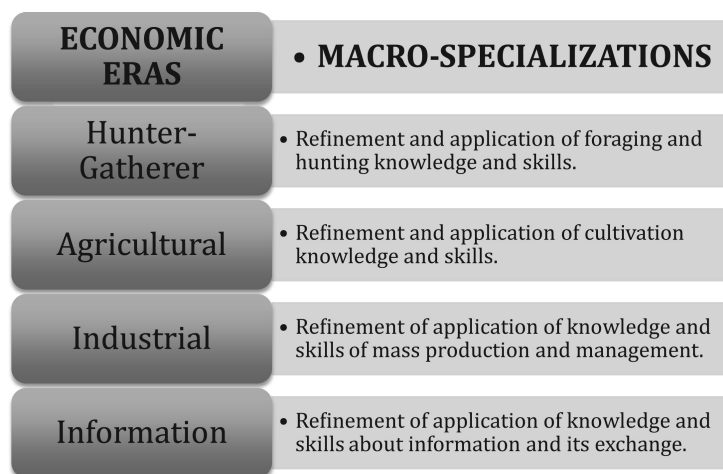 ECONOMIC
ERAS
• MACRO-SPECIALIZATIONS
Hunter-
Gatherer
• Refinement and application of foraging and
hunting knowledge and skills.
Agricultural
• Refinement and application of cultivation
knowledge and skills.
Industrial
• Refinement of application of knowledge and
skills of mass production and management.
Information
• Refinement of application of knowledge and
skills about information and its exchange.